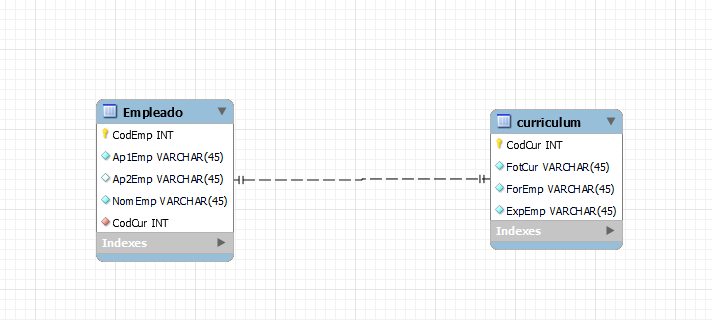 Empleado
CodEmp INT
Ap1Emp VARCHAR(45)
Ap2Emp VARCHAR(45)
NomEmp VARCHAR(45)
CodCur INT
Indexes
curriculum
CodCur INT
FotCur VARCHAR(45)
ForEmp VARCHAR(45)
ExpEmp VARCHAR(45)
Indexes